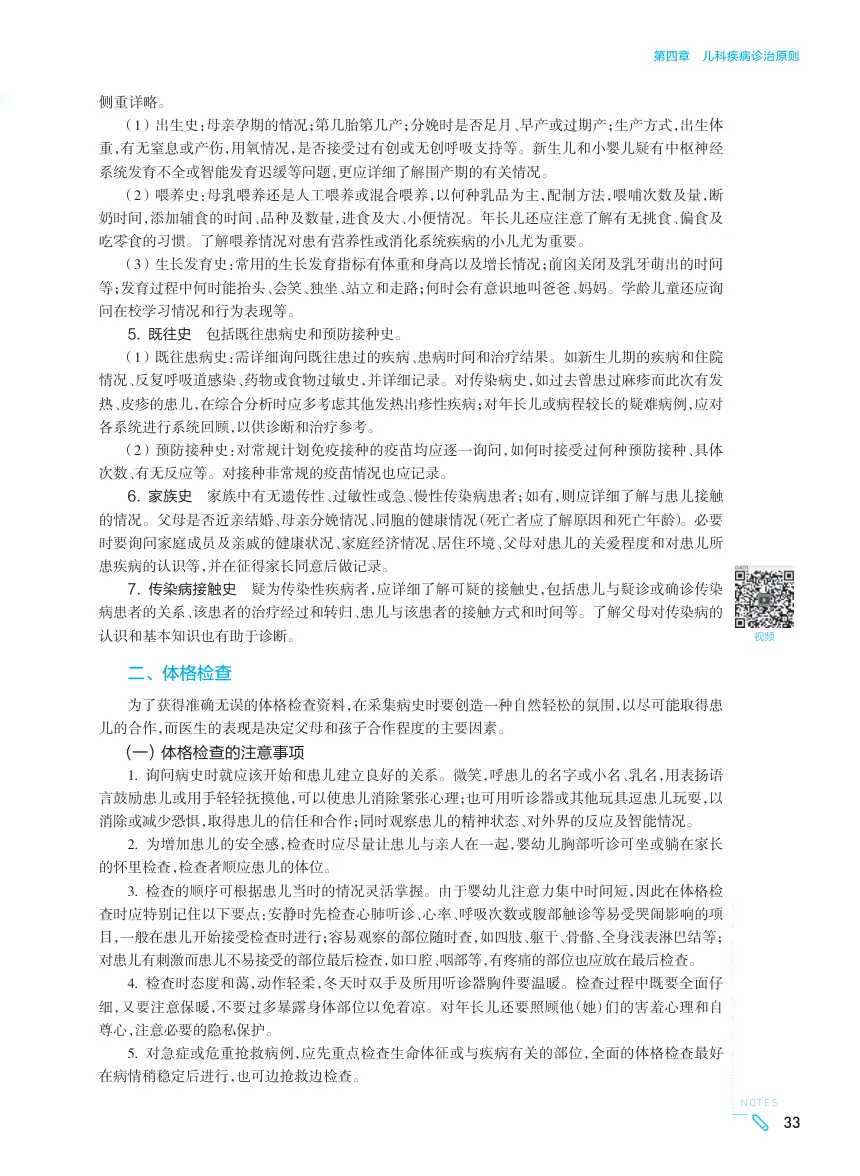 第四章 儿科疾病诊治原则
侧重详略。
（1）出生史：母亲孕期的情况；第几胎第几产；分娩时是否足月、早产或过期产；生产方式，出生体
重，有无窒息或产伤，用氧情况，是否接受过有创或无创呼吸支持等。新生儿和小婴儿疑有中枢神经
系统发育不全或智能发育迟缓等问题，更应详细了解围产期的有关情况。
（2）喂养史：母乳喂养还是人工喂养或混合喂养，以何种乳品为主，配制方法，喂哺次数及量，断
奶时间，添加辅食的时间、品种及数量，进食及大、小便情况。年长儿还应注意了解有无挑食、偏食及
吃零食的习惯。了解喂养情况对患有营养性或消化系统疾病的小儿尤为重要。
（3）生长发育史：常用的生长发育指标有体重和身高以及增长情况；前囟关闭及乳牙萌出的时间
等；发育过程中何时能抬头、会笑、独坐、站立和走路；何时会有意识地叫爸爸、妈妈。学龄儿童还应询
问在校学习情况和行为表现等。
5. 既往史 包括既往患病史和预防接种史。
（1）既往患病史：需详细询问既往患过的疾病、患病时间和治疗结果。如新生儿期的疾病和住院
情况、反复呼吸道感染、药物或食物过敏史，并详细记录。对传染病史，如过去曾患过麻疹而此次有发
热、皮疹的患儿，在综合分析时应多考虑其他发热出疹性疾病；对年长儿或病程较长的疑难病例，应对
各系统进行系统回顾，以供诊断和治疗参考。
（2）预防接种史：对常规计划免疫接种的疫苗均应逐一询问，如何时接受过何种预防接种、具体
次数、有无反应等。对接种非常规的疫苗情况也应记录。
6. 家族史 家族中有无遗传性、过敏性或急、慢性传染病患者；如有，则应详细了解与患儿接触
的情况。父母是否近亲结婚、母亲分娩情况、同胞的健康情况（死亡者应了解原因和死亡年龄）。必要
时要询问家庭成员及亲戚的健康状况、家庭经济情况、居住环境、父母对患儿的关爱程度和对患儿所
患疾病的认识等，并在征得家长同意后做记录。
7. 传染病接触史 疑为传染性疾病者，应详细了解可疑的接触史，包括患儿与疑诊或确诊传染
病患者的关系、该患者的治疗经过和转归、患儿与该患者的接触方式和时间等。了解父母对传染病的
认识和基本知识也有助于诊断。
视频
二、体格检查
为了获得准确无误的体格检查资料，在采集病史时要创造一种自然轻松的氛围，以尽可能取得患
儿的合作，而医生的表现是决定父母和孩子合作程度的主要因素。
（一）体格检查的注意事项
1. 询问病史时就应该开始和患儿建立良好的关系。微笑，呼患儿的名字或小名、乳名，用表扬语
言鼓励患儿或用手轻轻抚摸他，可以使患儿消除紧张心理；也可用听诊器或其他玩具逗患儿玩耍，以
消除或减少恐惧，取得患儿的信任和合作；同时观察患儿的精神状态、对外界的反应及智能情况。
2. 为增加患儿的安全感，检查时应尽量让患儿与亲人在一起，婴幼儿胸部听诊可坐或躺在家长
的怀里检查，检查者顺应患儿的体位。
3. 检查的顺序可根据患儿当时的情况灵活掌握。由于婴幼儿注意力集中时间短，因此在体格检
查时应特别记住以下要点：安静时先检查心肺听诊、心率、呼吸次数或腹部触诊等易受哭闹影响的项
目，一般在患儿开始接受检查时进行；容易观察的部位随时查，如四肢、躯干、骨骼、全身浅表淋巴结等；
对患儿有刺激而患儿不易接受的部位最后检查，如口腔、咽部等，有疼痛的部位也应放在最后检查。
4. 检查时态度和蔼，动作轻柔，冬天时双手及所用听诊器胸件要温暖。检查过程中既要全面仔
细，又要注意保暖，不要过多暴露身体部位以免着凉。对年长儿还要照顾他（她）们的害羞心理和自
尊心，注意必要的隐私保护。
5. 对急症或危重抢救病例，应先重点检查生命体征或与疾病有关的部位，全面的体格检查最好
在病情稍稳定后进行，也可边抢救边检查。
NOTES
33